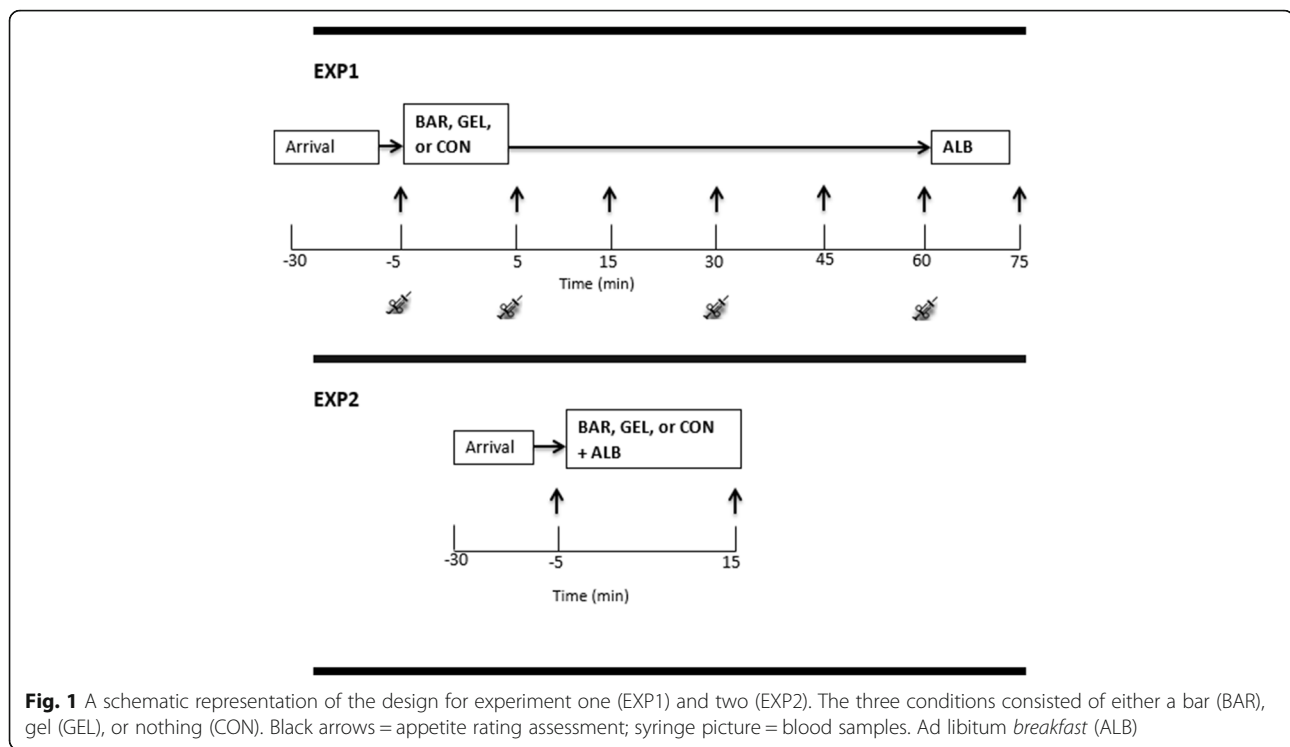 EXP1
Arrival
BAR, GEL,
or CON
ALB
-30 -5 5 15 30 45 60 75
Time (min)
EXP2
Arrival
BAR, GEL, or CON
+ ALB
-30 -5 15
Time (min)
Fig. 1 A schematic representation of the design for experiment one (EXP1) and two (EXP2). The three conditions consisted of either a bar (BAR),
gel (GEL), or nothing (CON). Black arrows = appetite rating assessment; syringe picture = blood samples. Ad libitum breakfast (ALB)